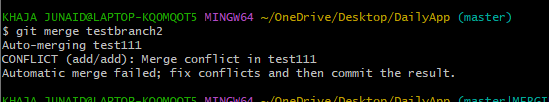 KHAJA JUNAID@LAPTOP-KQOMQOT5 MINGW64 ~/OneDrive/Desktop/DailyApp (master)
$ git merge testbranch2
Auto-merging test111
CONFLICT (add/add): Merge conflict in test111
Automatic merge failed; fix conflicts and then commit the result.
KHAJA JUNAID@LAPTOP-KQOMQOT5 MINGW64 ~/OneDrive/Desktop/DailyApp (master|MERGI